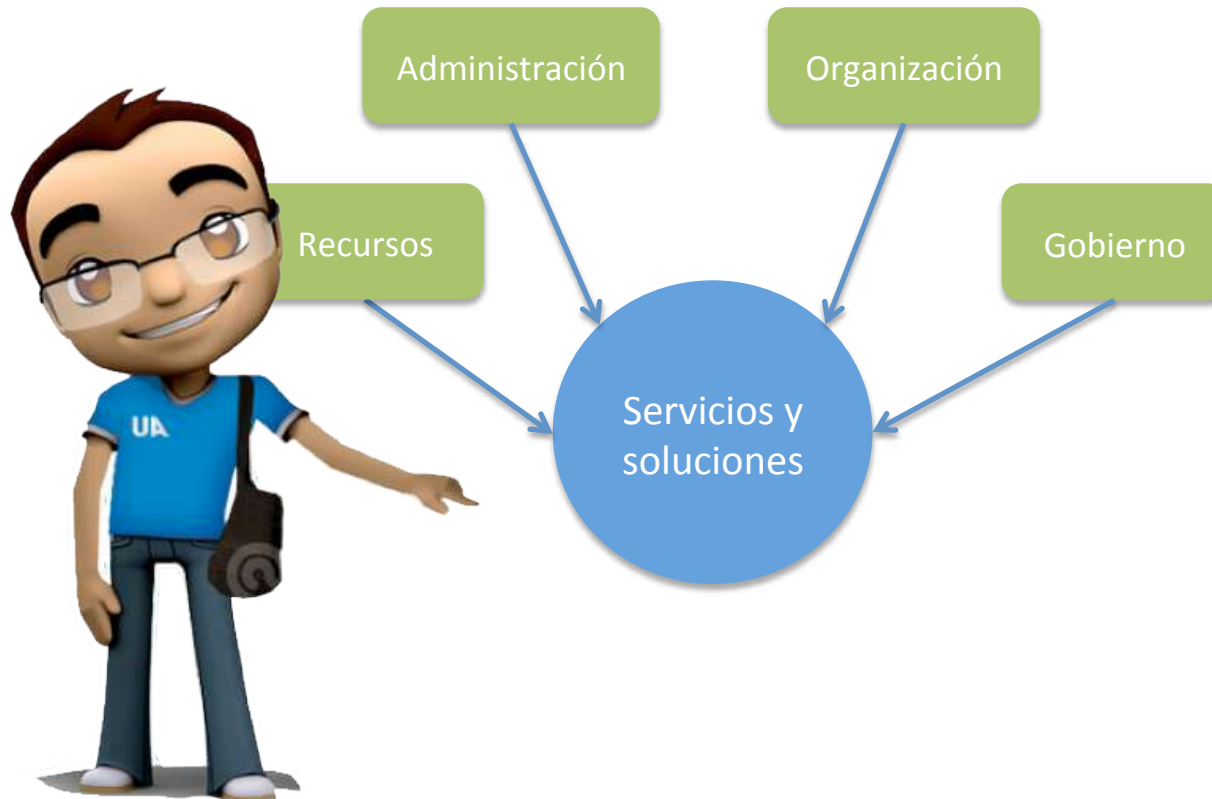 Administración
Organización
Recursos
Gobierno
Servicios y
soluciones
UA